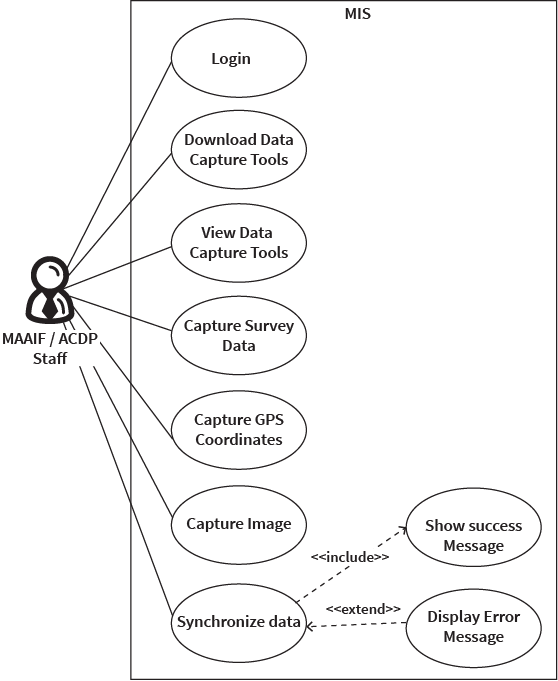 MIS
Login
Download Data
Capture Tools
View Data
Capture Tools
MAAIF / ACDP
Staff
Capture Survey
Data
Capture GPS
Coordinates
Capture Image
Show success
Message
<<include>>
Synchronize data
<<extend>>
Display Error
Message